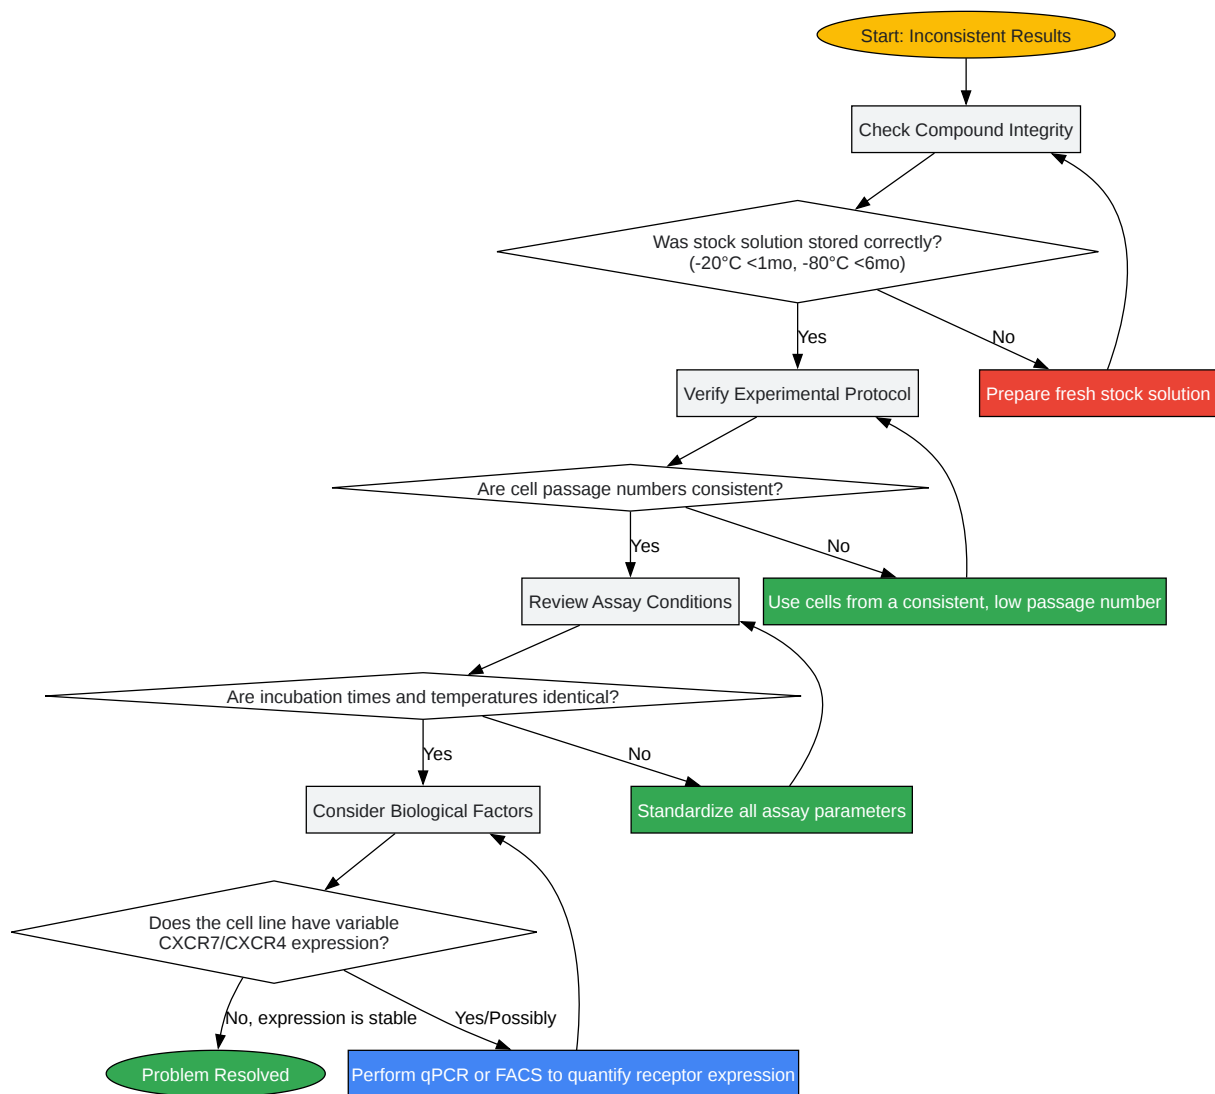 Start: Inconsistent Results
Check Compound Integrity
Was stock solution stored correctly?
(-20°C <1mo, -80°C <6mo)
Yes
No
Verify Experimental Protocol
Prepare fresh stock solution
Are cell passage numbers consistent?
Yes
No
Review Assay Conditions
Use cells from a consistent, low passage number
Are incubation times and temperatures identical?
Yes
No
Consider Biological Factors
Standardize all assay parameters
Does the cell line have variable
CXCR7/CXCR4 expression?
No, expression is stable
Yes/Possibly
Problem Resolved
Perform qPCR or FACS to quantify receptor expression